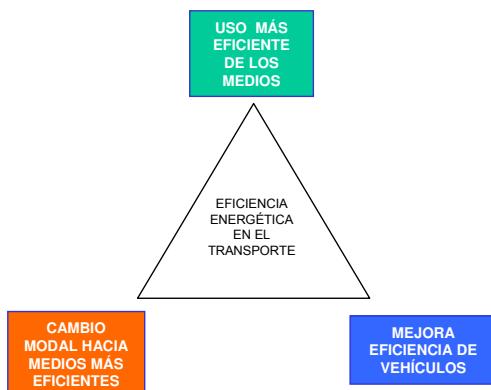 USO MÁS
EFICIENTE
DE LOS
MEDIOS
EFICIENCIA
ENERGÉTICA
EN EL
TRANSPORTE
CAMBIO
MODAL HACIA
MEDIOS MÁS
EFICIENTES
MEJORA
EFICIENCIA DE
VEHÍCULOS